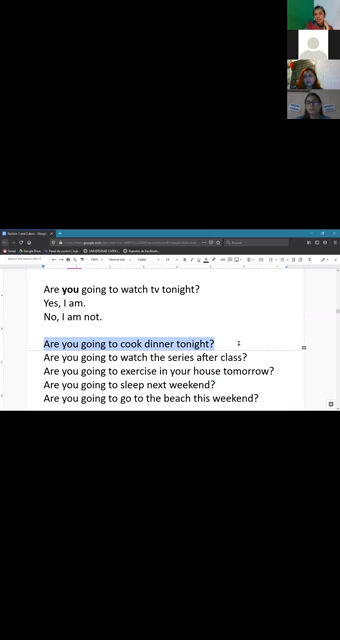 Are you going to watch tv tonight?
Yes, I am.
No, I am not.
Are you going to cook dinner tonight?
Are you going to watch the series after class?
Are you going to exercise in your house tomorrow?
Are you going to sleep next weekend?
Are you going to go to the beach this weekend?